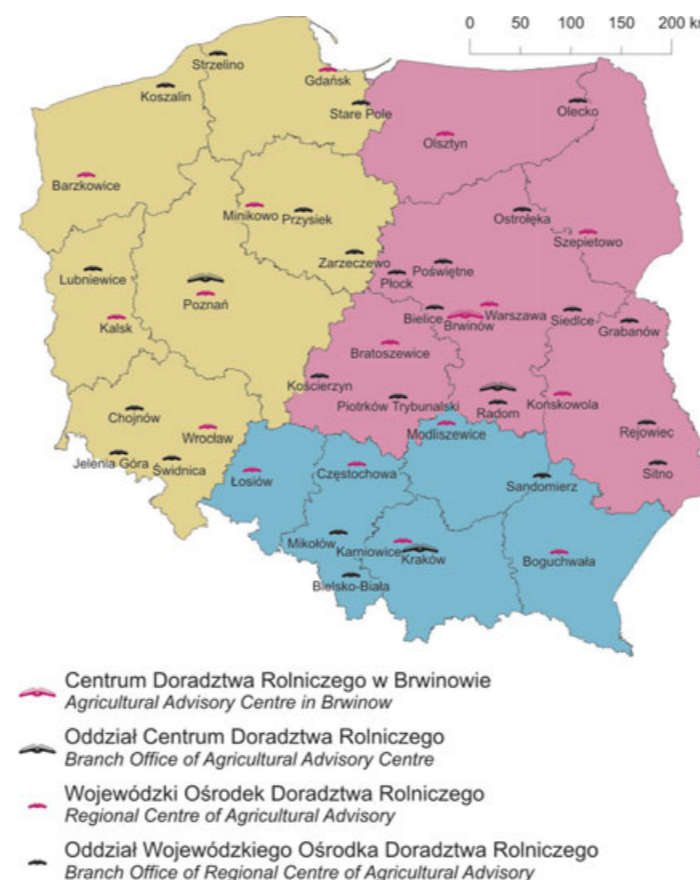 0 50 100 150 200 km
Strzelino
Gdańsk
Koszalin
Stare Pole
Olecko
Olsztyn
Barzkowice
Minikowo
Przysiek
Ostrołęka
Szepietowo
Zarzeczewo
Lubniewice
Płock
Poświętne
Poznań
Kalsk
Bielice
Brwinów
Warszawa
Siedlce
Grabanów
Bratoszewice
Kościerzyn
Chojnów
Piotrków Trybunalski
Radom
Końskowola
Wrocław
Modliszewice
Rejowiec
Jelenia Góra
Świdnica
Sitno
Łosiów
Częstochowa
Sandomierz
Mikołów
Karniowice
Kraków
Boguchwała
Bielsko-Biała
Centrum Doradztwa Rolniczego w Brwinowie
Agricultural Advisory Centre in Brwinow
Oddział Centrum Doradztwa Rolniczego
Branch Office of Agricultural Advisory Centre
Wojewódzki Ośrodek Doradztwa Rolniczego
Regional Centre of Agricultural Advisory
Oddział Wojewódzkiego Ośrodka Doradztwa Rolniczego
Branch Office of Regional Centre of Agricultural Advisory